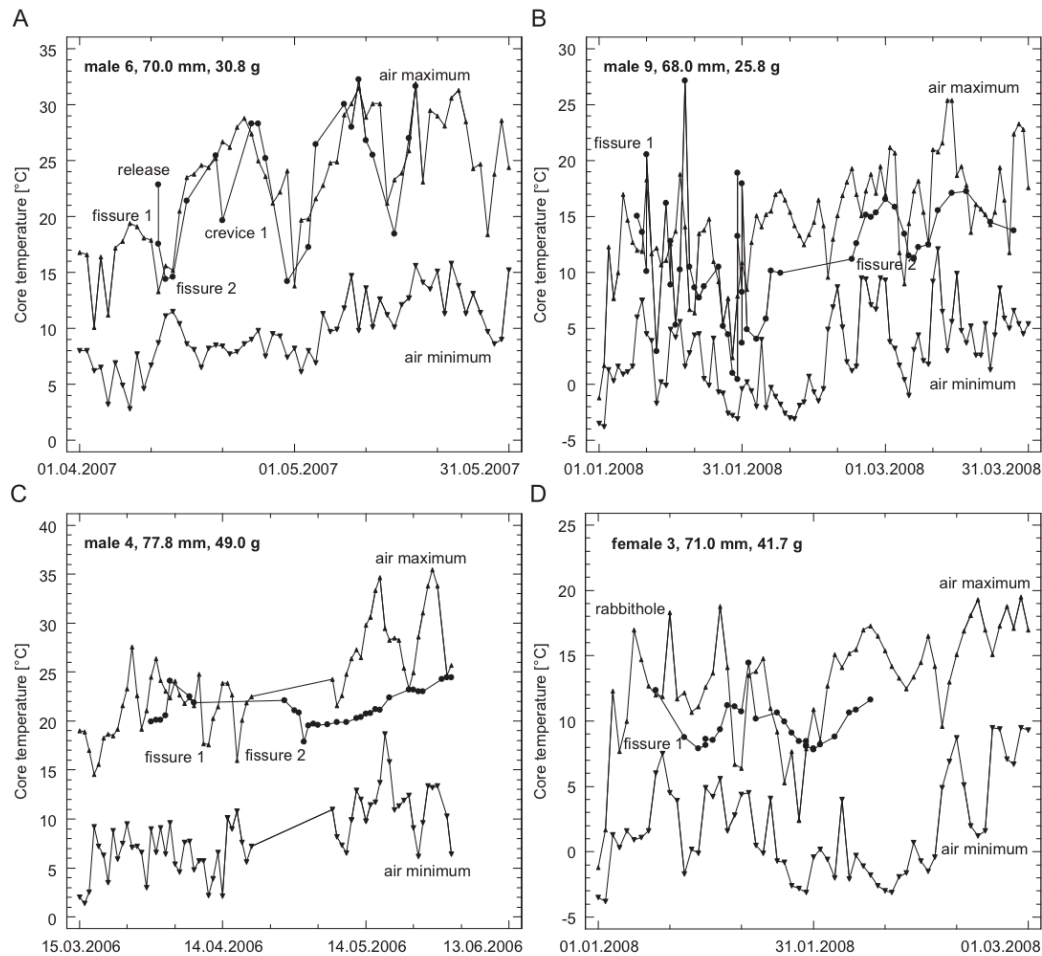 A
Core temperature [°C]
35
30
25
20
15
10
5
0
male 6, 70.0 mm, 30.8 g
air maximum
release
fissure 1
crevice 1
fissure 2
air minimum
01.04.2007
01.05.2007
31.05.2007
B
Core temperature [°C]
30
25
20
15
10
5
0
-5
male 9, 68.0 mm, 25.8 g
air maximum
fissure 1
fissure 2
air minimum
01.01.2008
31.01.2008
01.03.2008
31.03.2008
C
Core temperature [°C]
40
35
30
25
20
15
10
5
0
male 4, 77.8 mm, 49.0 g
air maximum
fissure 1
fissure 2
air minimum
15.03.2006
14.04.2006
14.05.2006
13.06.2006
D
Core temperature [°C]
25
20
15
10
5
0
-5
female 3, 71.0 mm, 41.7 g
air maximum
rabbithole
fissure 1
air minimum
01.01.2008
31.01.2008
01.03.2008